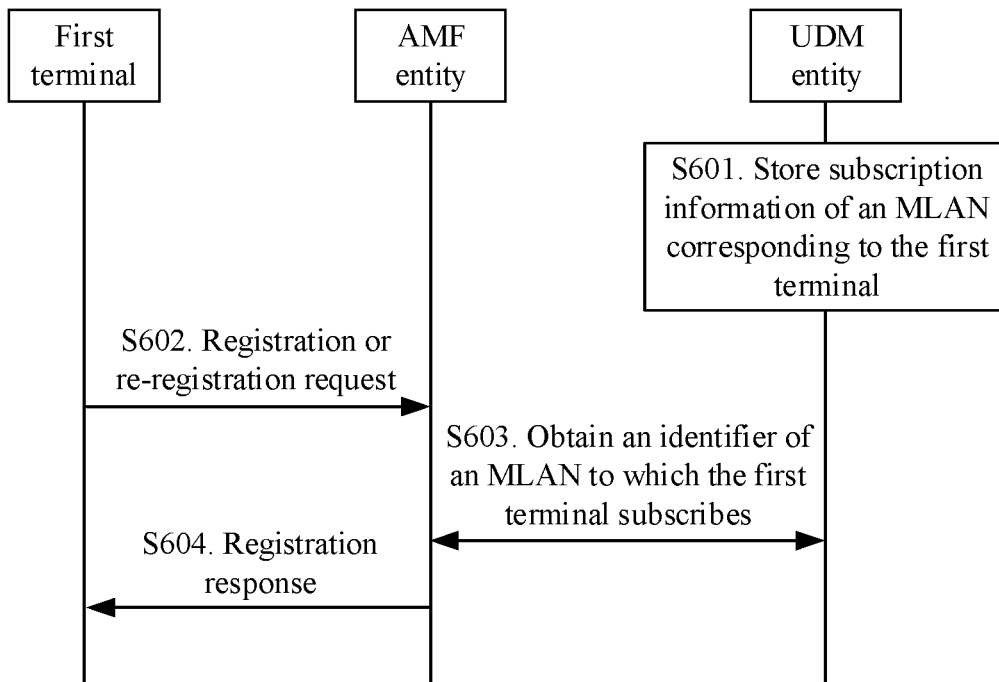 First
terminal
AMF
entity
UDM
entity
S601. Store subscription
information of an MLAN
corresponding to the first
terminal
S602. Registration or
re-registration request
S603. Obtain an identifier of
an MLAN to which the first
terminal subscribes
S604. Registration
response